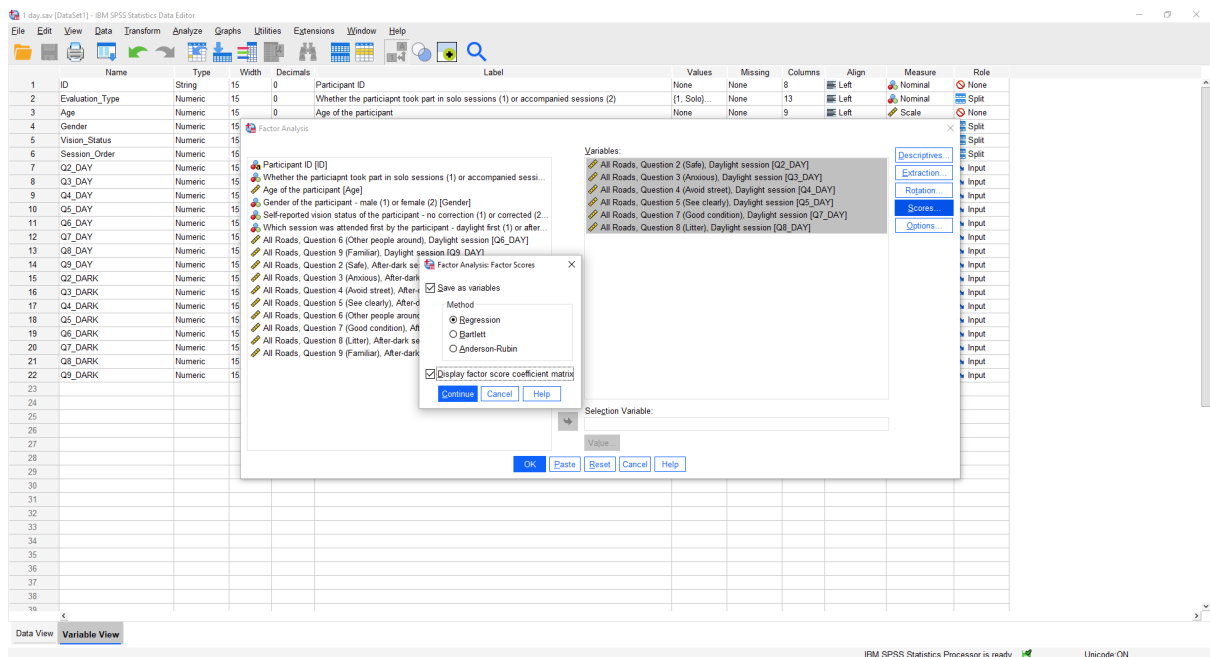 1 day.sav [DataSet1] - IBM SPSS Statistics Data Editor
File Edit View Data Transform Analyze Graphs Utilities Extensions Window Help
Name Type Width Decimals Label Values Missing Columns Align Measure Role
1 ID String 15 0 Participant ID None None 8 Left Nominal None
2 Evaluation_Type Numeric 15 0 Whether the particiapnt took part in solo sessions (1) or accompanied sessions (2) {1, Solo}... None 13 Left Nominal Split
3 Age Numeric 15 0 Age of the participant None None 9 Left Scale None
4 Gender Numeric 15 Split
5 Vision_Status Numeric 15 Split
6 Session_Order Numeric 15 Split
7 Q2_DAY Numeric 15 Input
8 Q3_DAY Numeric 15 Input
9 Q4_DAY Numeric 15 Input
10 Q5_DAY Numeric 15 Input
11 Q6_DAY Numeric 15 Input
12 Q7_DAY Numeric 15 Input
13 Q8_DAY Numeric 15 Input
14 Q9_DAY Numeric 15 Input
15 Q2_DARK Numeric 15 Input
16 Q3_DARK Numeric 15 Input
17 Q4_DARK Numeric 15 Input
18 Q5_DARK Numeric 15 Input
19 Q6_DARK Numeric 15 Input
20 Q7_DARK Numeric 15 Input
21 Q8_DARK Numeric 15 Input
22 Q9_DARK Numeric 15 Input
23
24
25
26
27
28
29
30
31
32
33
34
35
36
37
38
39
Factor Analysis
Participant ID [ID]
Whether the particiapnt took part in solo sessions (1) or accompanied sessi...
Age of the participant [Age]
Gender of the participant - male (1) or female (2) [Gender]
Self-reported vision status of the participant - no correction (1) or corrected (2...
Which session was attended first by the participant - daylight first (1) or after...
All Roads, Question 6 (Other people around), Daylight session [Q6_DAY]
All Roads, Question 9 (Familiar), Daylight session [Q9_DAY]
All Roads, Question 2 (Safe), After-dark se
All Roads, Question 3 (Anxious), After-dark
All Roads, Question 4 (Avoid street), After-
All Roads, Question 5 (See clearly), After-d
All Roads, Question 6 (Other people aroun
All Roads, Question 7 (Good condition), Aft
All Roads, Question 8 (Litter), After-dark se
All Roads, Question 9 (Familiar), After-dark
Variables:
All Roads, Question 2 (Safe), Daylight session [Q2_DAY]
All Roads, Question 3 (Anxious), Daylight session [Q3_DAY]
All Roads, Question 4 (Avoid street), Daylight session [Q4_DAY]
All Roads, Question 5 (See clearly), Daylight session [Q5_DAY]
All Roads, Question 7 (Good condition), Daylight session [Q7_DAY]
All Roads, Question 8 (Litter), Daylight session [Q8_DAY]
Descriptives...
Extraction...
Rotation...
Scores...
Options...
Factor Analysis: Factor Scores
Save as variables
Method
Regression
Bartlett
Anderson-Rubin
Display factor score coefficient matrix
Continue Cancel Help
Selection Variable:
Value...
OK Paste Reset Cancel Help
Data View Variable View
IBM SPSS Statistics Processor is ready Unicode:ON